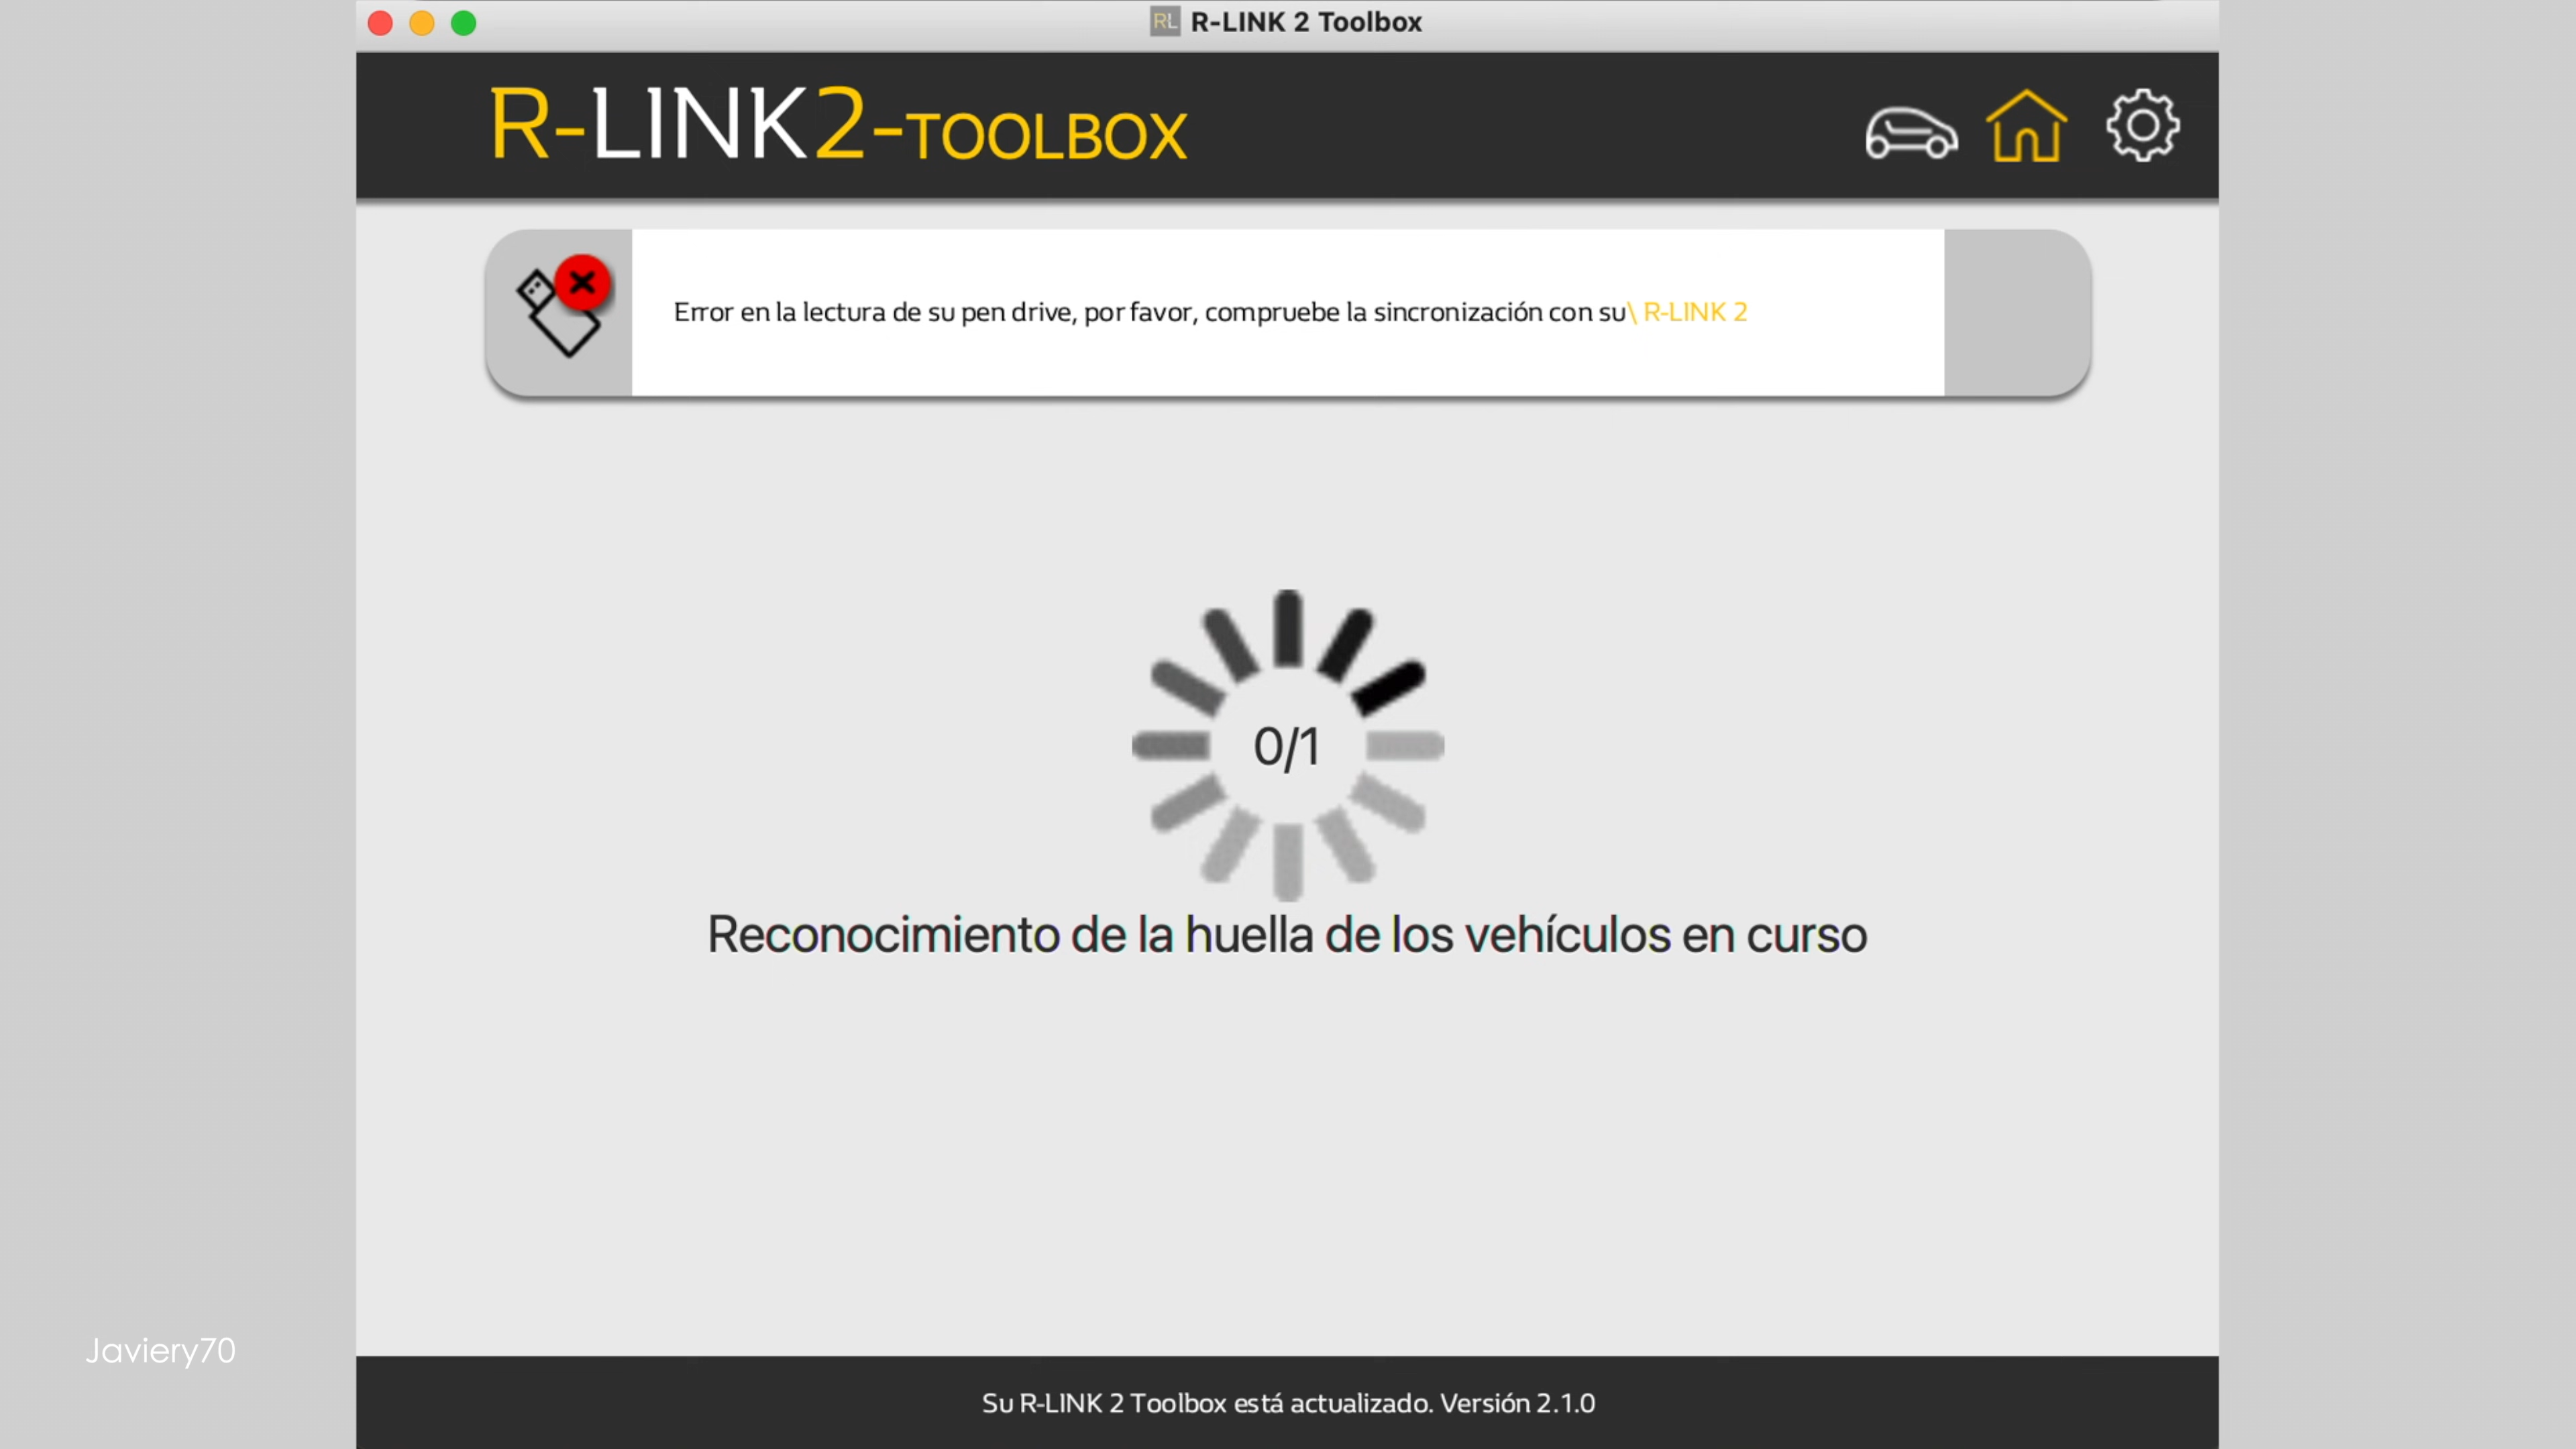 RL R-LINK 2 Toolbox
R-LINK2-TOOLBOX
Error en la lectura de su pen drive, por favor, compruebe la sincronización con su\ R-LINK 2
0/1
Reconocimiento de la huella de los vehículos en curso
Javiery70
Su R-LINK 2 Toolbox está actualizado. Versión 2.1.0